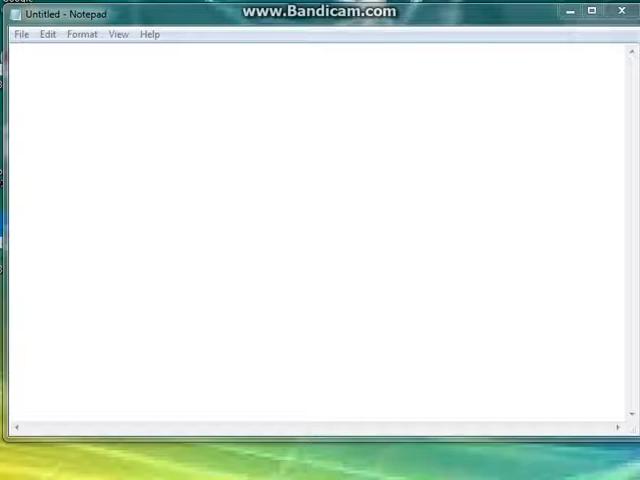 www.Bandicam.com
Untitled - Notepad
File Edit Format View Help